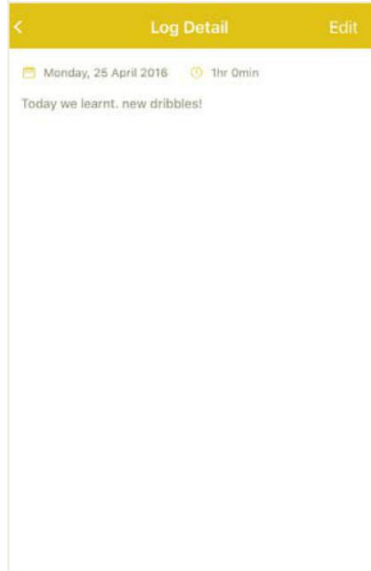 Log Detail Edit
Monday, 25 April 2016 1hr 0min
Today we learnt. new dribbles!